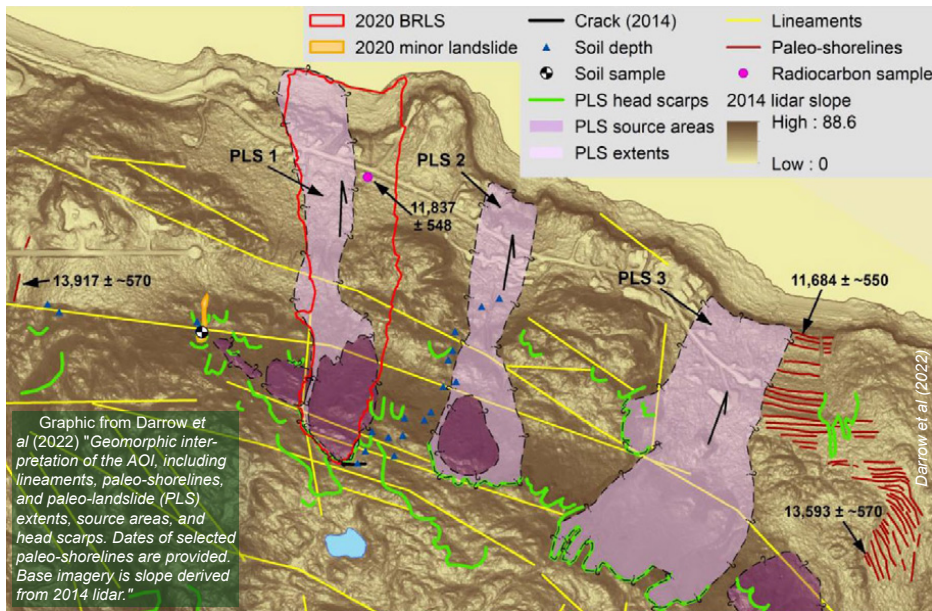 2020 BRLS
2020 minor landslide
Soil sample
Crack (2014)
Soil depth
PLS head scarps
PLS source areas
PLS extents
Lineaments
Paleo-shorelines
Radiocarbon sample
2014 lidar slope
High : 88.6
Low : 0
PLS 1
PLS 2
11,837
± 548
13,917 ± ~570
PLS 3
11,684 ± ~550
13,593 ± ~570
Graphic from Darrow et
al (2022) "Geomorphic inter-
pretation of the AOI, including
lineaments, paleo-shorelines,
and paleo-landslide (PLS)
extents, source areas, and
head scarps. Dates of selected
paleo-shorelines are provided.
Base imagery is slope derived
from 2014 lidar."
Darrow et al (2022)